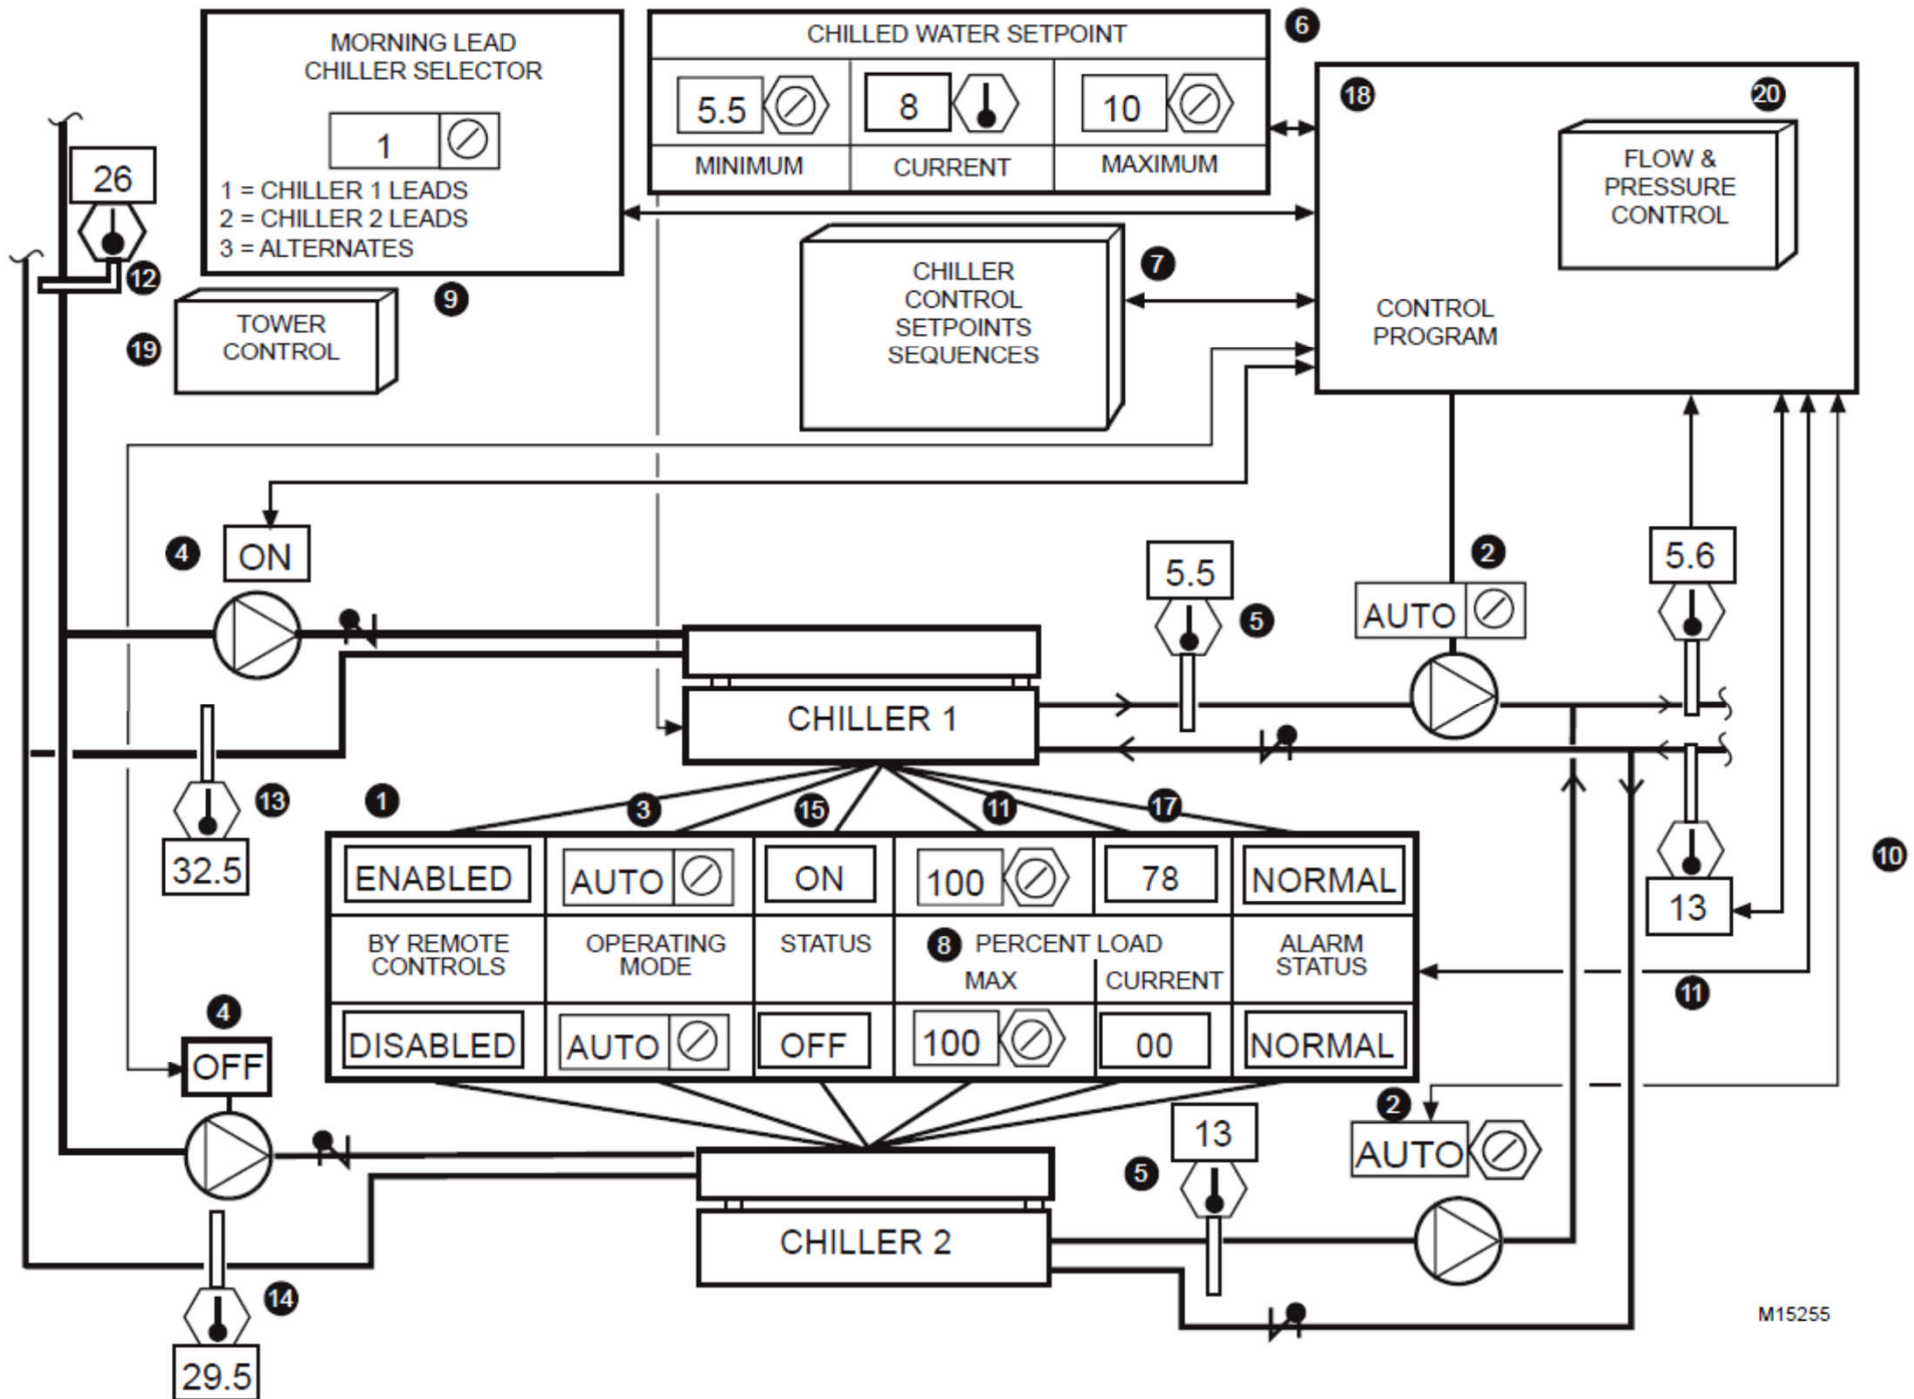 MORNING LEAD
CHILLER SELECTOR
1
1 = CHILLER 1 LEADS
2 = CHILLER 2 LEADS
3 = ALTERNATES
9
CHILLED WATER SETPOINT
6
5.5
8
10
MINIMUM
CURRENT
MAXIMUM
18
20
FLOW &
PRESSURE
CONTROL
CONTROL
PROGRAM
26
12
19
TOWER
CONTROL
CHILLER
CONTROL
SETPOINTS
SEQUENCES
7
4
ON
5.5
5
2
AUTO
5.6
CHILLER 1
13
32.5
1
3
15
11
17
13
10
ENABLED
AUTO
ON
100
78
NORMAL
BY REMOTE
CONTROLS
OPERATING
MODE
STATUS
8 PERCENT LOAD
MAX
CURRENT
ALARM
STATUS
11
DISABLED
AUTO
OFF
100
00
NORMAL
4
OFF
2
AUTO
13
5
CHILLER 2
14
29.5
M15255